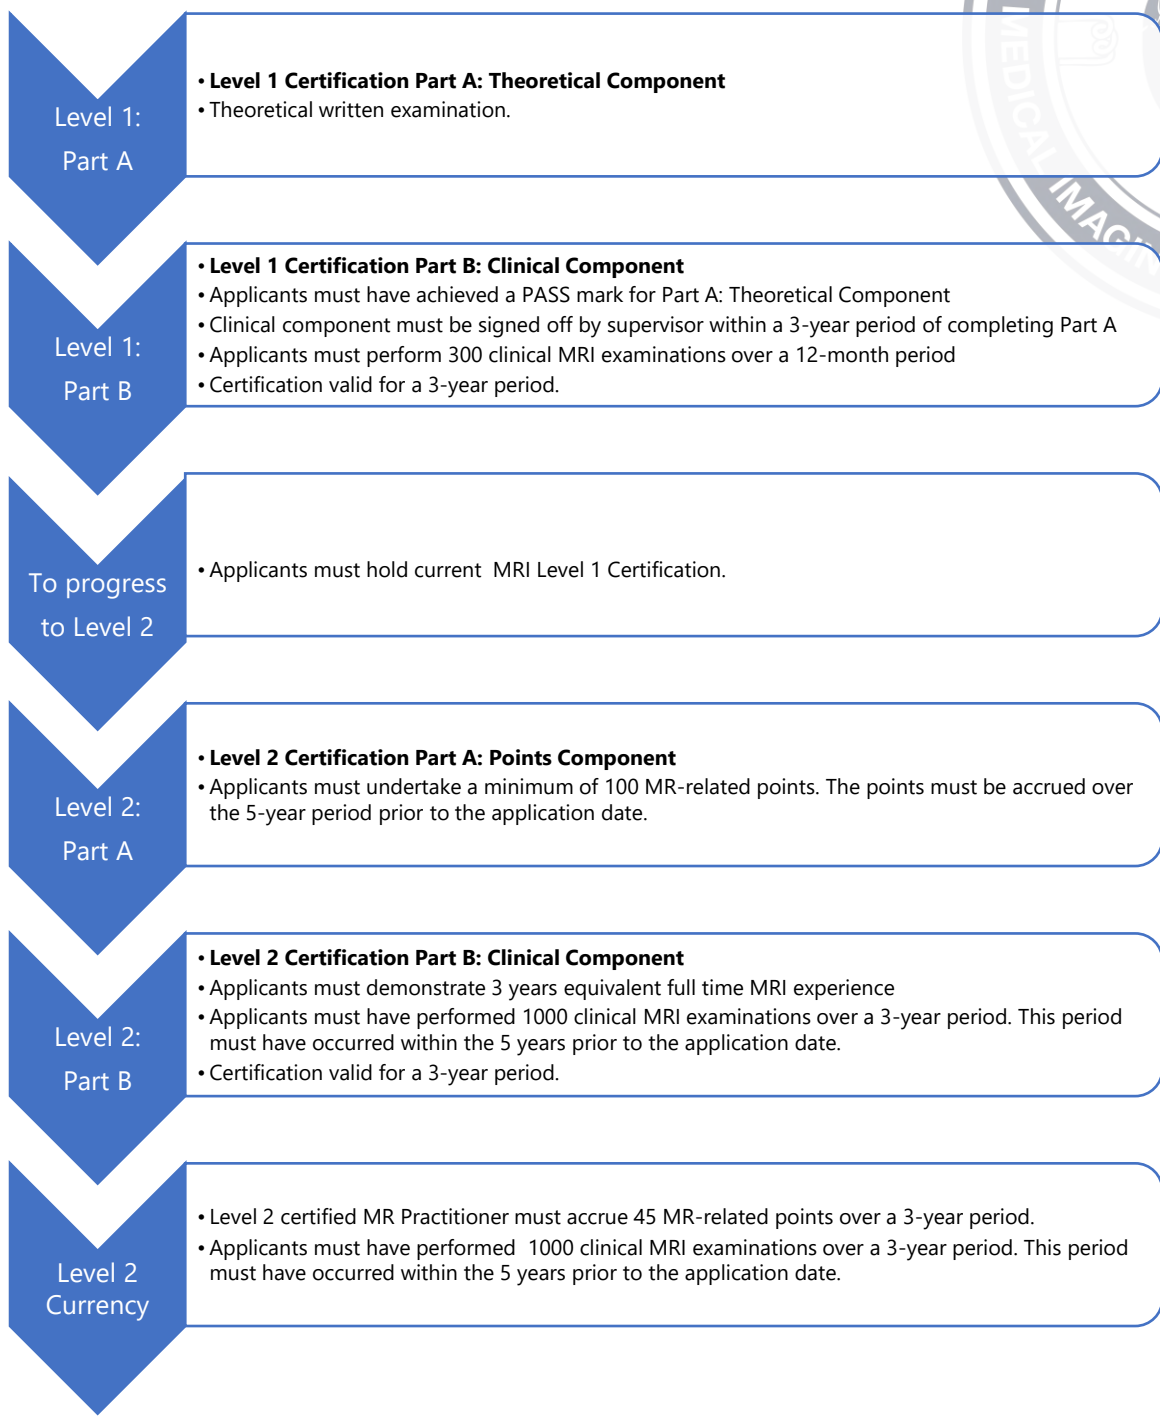 MEDICAL IMAGIN
Level 1:
Part A
• Level 1 Certification Part A: Theoretical Component
• Theoretical written examination.
Level 1:
Part B
• Level 1 Certification Part B: Clinical Component
• Applicants must have achieved a PASS mark for Part A: Theoretical Component
• Clinical component must be signed off by supervisor within a 3-year period of completing Part A
• Applicants must perform 300 clinical MRI examinations over a 12-month period
• Certification valid for a 3-year period.
To progress
to Level 2
• Applicants must hold current  MRI Level 1 Certification.
Level 2:
Part A
• Level 2 Certification Part A: Points Component
• Applicants must undertake a minimum of 100 MR-related points. The points must be accrued over
the 5-year period prior to the application date.
Level 2:
Part B
• Level 2 Certification Part B: Clinical Component
• Applicants must demonstrate 3 years equivalent full time MRI experience
• Applicants must have performed 1000 clinical MRI examinations over a 3-year period. This period
must have occurred within the 5 years prior to the application date.
• Certification valid for a 3-year period.
Level 2
Currency
• Level 2 certified MR Practitioner must accrue 45 MR-related points over a 3-year period.
• Applicants must have performed  1000 clinical MRI examinations over a 3-year period. This period
must have occurred within the 5 years prior to the application date.